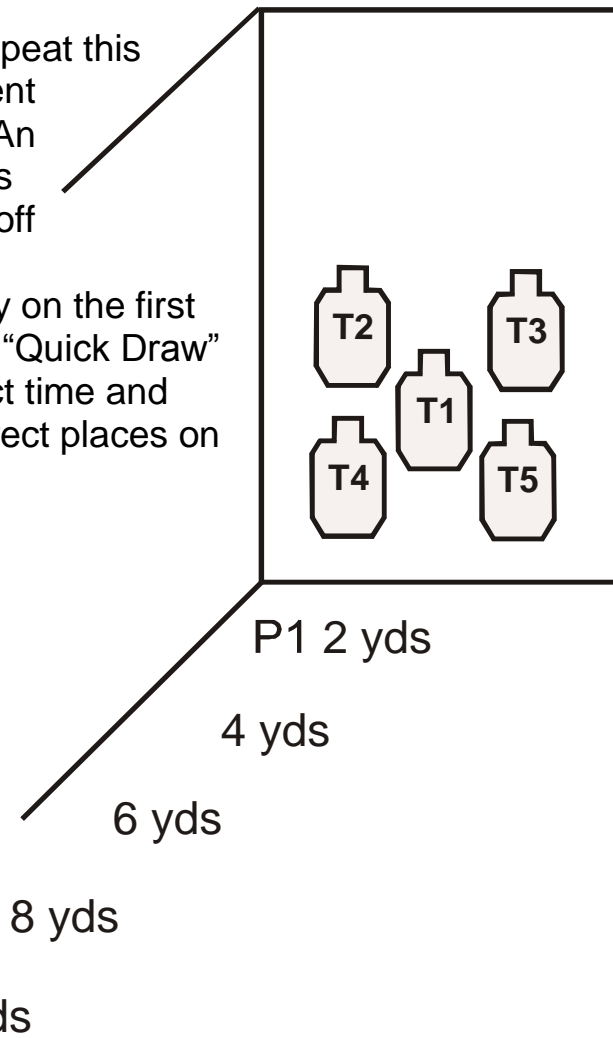 peat this
ent
An
s
off
y on the first
“Quick Draw”
ct time and
rect places on
T2
T3
T1
T4
T5
P1 2 yds
4 yds
6 yds
8 yds
ds